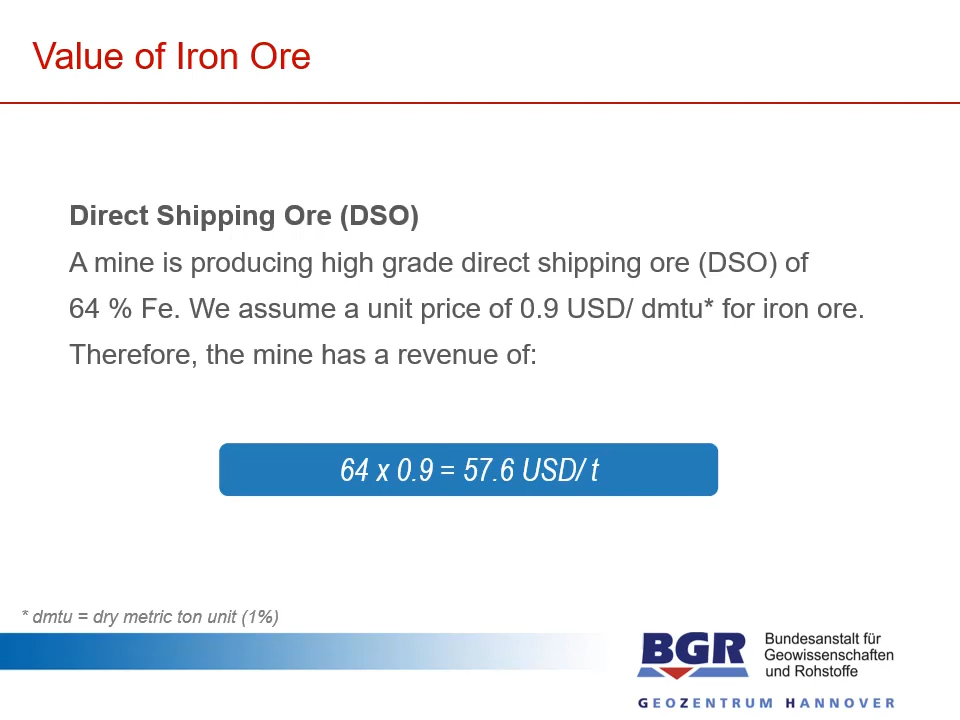 Value of Iron Ore
Direct Shipping Ore (DSO)
A mine is producing high grade direct shipping ore (DSO) of
64 % Fe. We assume a unit price of 0.9 USD/ dmtu* for iron ore.
Therefore, the mine has a revenue of:
64 x 0.9 = 57.6 USD/ t
* dmtu = dry metric ton unit (1%)
BGR
Bundesanstalt für
Geowissenschaften
und Rohstoffe
GEOZENTRUM HANNOVER